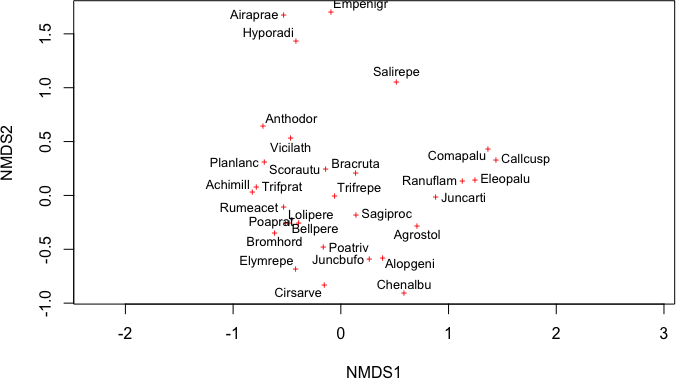 Empenigr
Airaprae
Hyporadi
Salirepe
Anthodor
Vicilath
Comapalu
Callcusp
Planlanc
Scorautu
Bracruta
Achimill
Trifprat
Trifrepe
Ranuflam
Eleopalu
Juncarti
Rumeacet
Lolipere
Sagiproc
Poaprat
Bellpere
Agrostol
Bromhord
Poatriv
Elymrepe
Juncbufo
Alopgeni
Cirsarve
Chenalbu
1.5
1.0
0.5
0.0
-0.5
-1.0
NMDS2
-2
-1
0
1
2
3
NMDS1